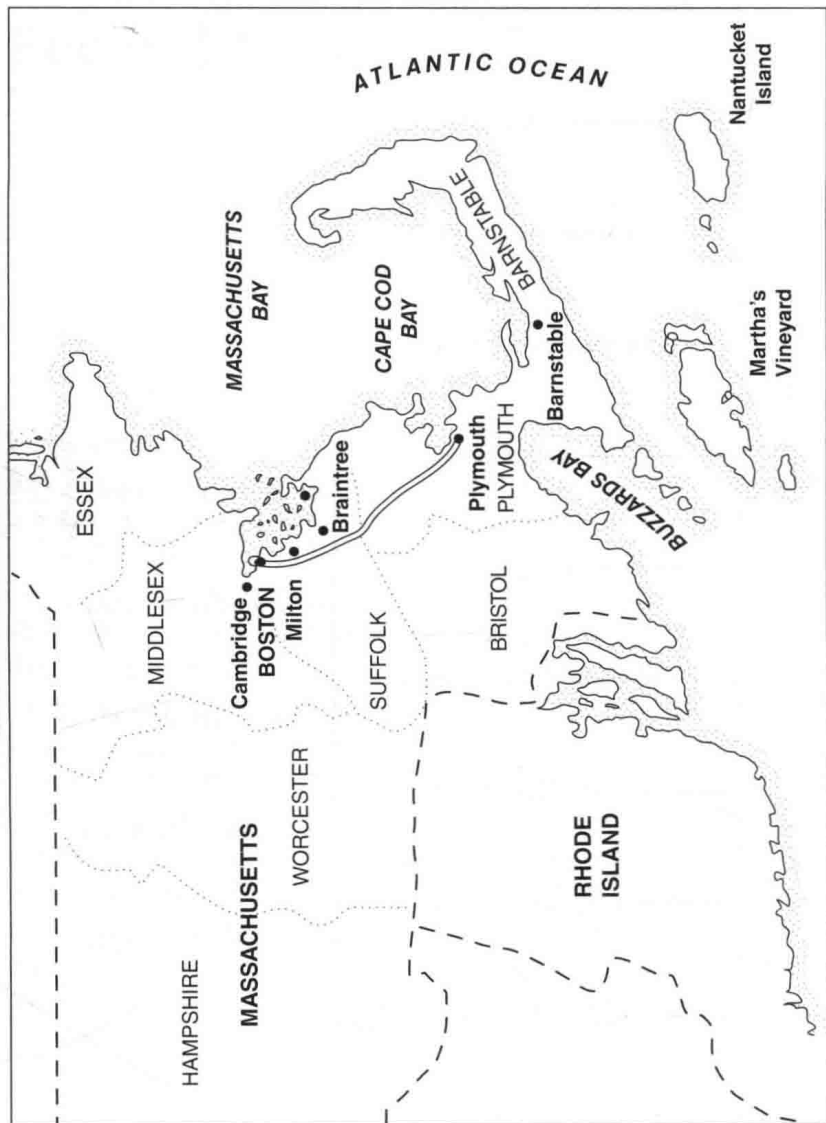 ESSEX
MIDDLESEX
HAMPSHIRE
MASSACHUSETTS
WORCESTER
Cambridge
BOSTON
Milton
Braintree
SUFFOLK
MASSACHUSETTS
BAY
CAPE COD
BAY
ATLANTIC OCEAN
BRISTOL
Plymouth
PLYMOUTH
BARNSTABLE
Barnstable
RHODE
ISLAND
BUZZARDS BAY
Martha's
Vineyard
Nantucket
Island